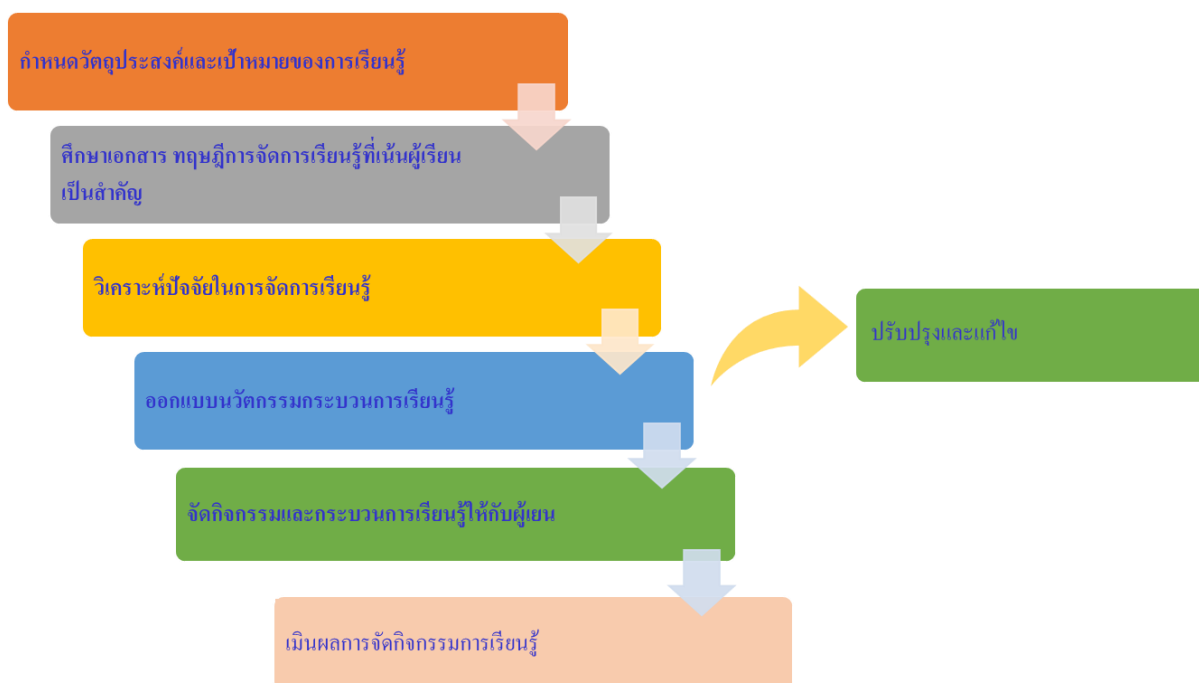 กำหนดวัตถุประสงค์และเป้าหมายของการเรียนรู้
ศึกษาเอกสาร ทฤษฎีการจัดการเรียนรู้ที่เน้นผู้เรียน
เป็นสำคัญ
วิเคราะห์ปัจจัยในการจัดการเรียนรู้
ปรับปรุงและแก้ไข
ออกแบบนวัตกรรมกระบวนการเรียนรู้
จัดกิจกรรมและกระบวนการเรียนรู้ให้กับผู้เยน
เมินผลการจัดกิจกรรมการเรียนรู้